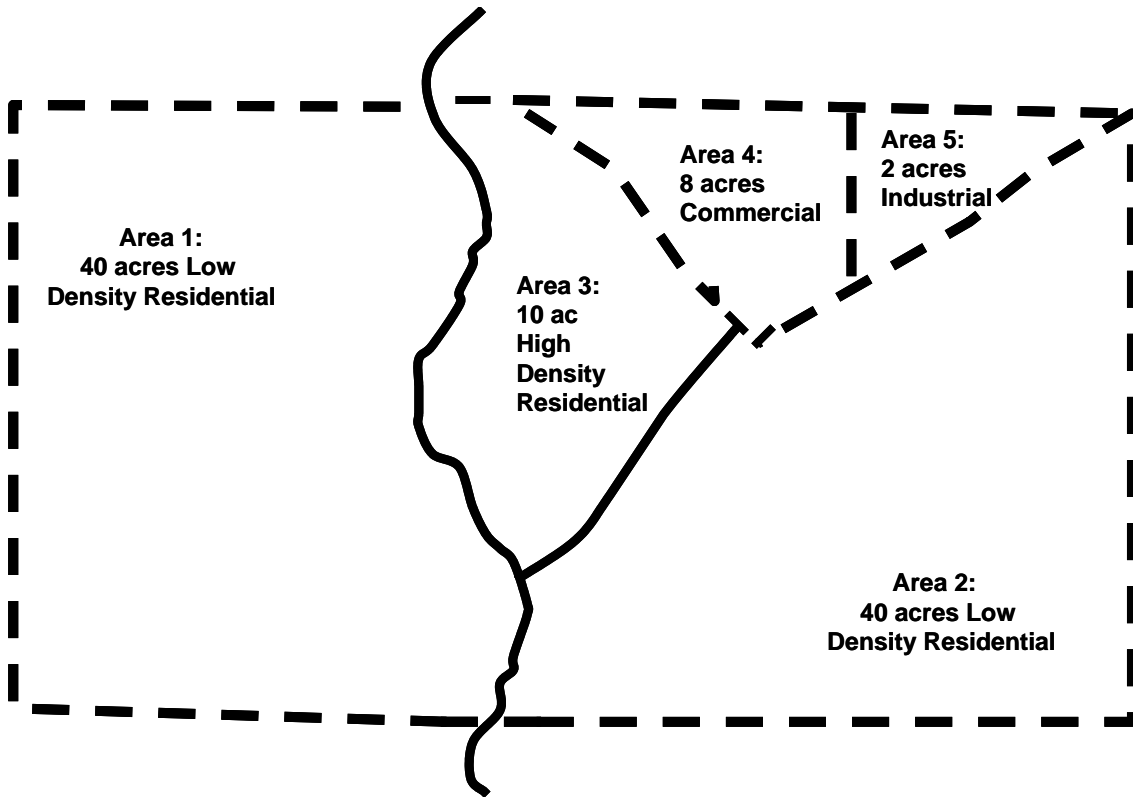 Area 1:
40 acres Low
Density Residential
Area 3:
10 ac
High
Density
Residential
Area 4:
8 acres
Commercial
Area 5:
2 acres
Industrial
Area 2:
40 acres Low
Density Residential